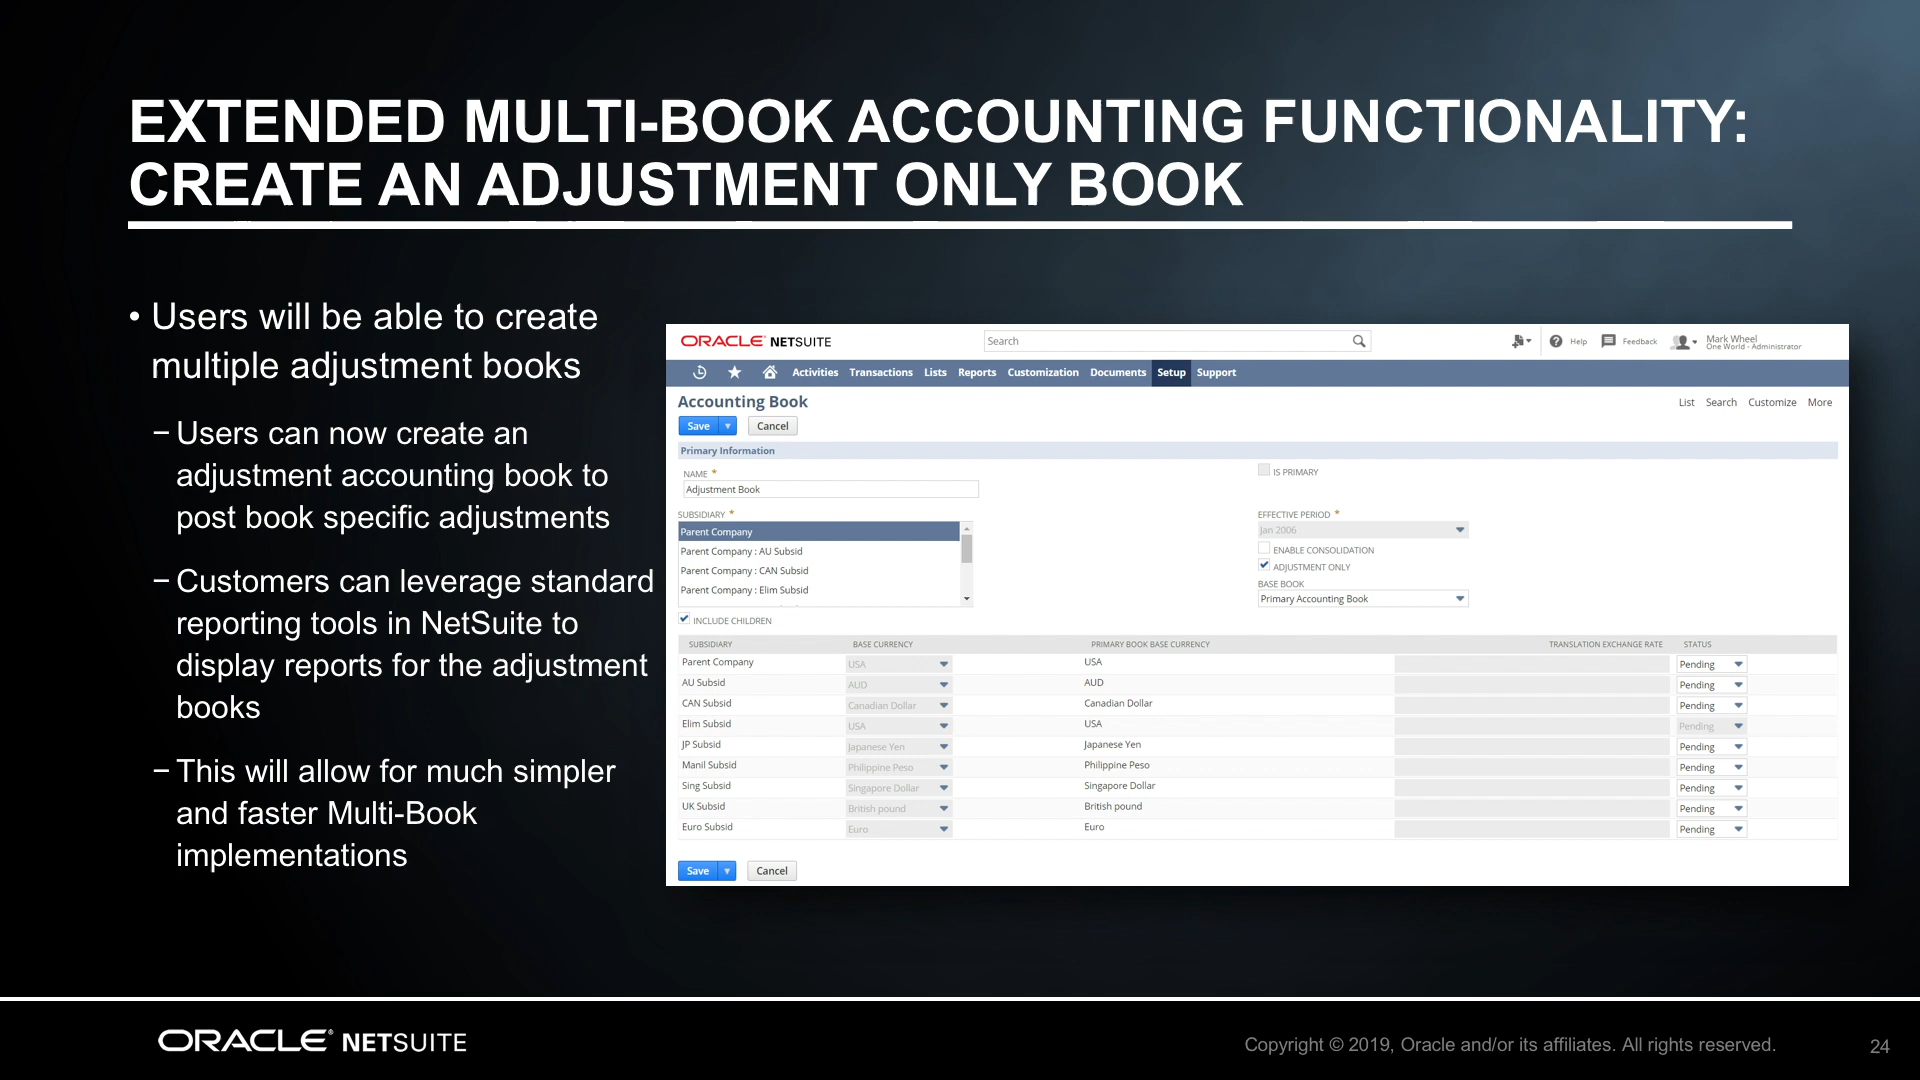 EXTENDED MULTI-BOOK ACCOUNTING FUNCTIONALITY:
CREATE AN ADJUSTMENT ONLY BOOK
• Users will be able to create
multiple adjustment books
– Users can now create an
adjustment accounting book to
post book specific adjustments
– Customers can leverage standard
reporting tools in NetSuite to
display reports for the adjustment
books
– This will allow for much simpler
and faster Multi-Book
implementations
ORACLE NETSUITE
Search
Help
Feedback
Mark Wheel
One World - Administrator
Activities Transactions Lists Reports Customization Documents Setup Support
Accounting Book
List Search Customize More
Save Cancel
Primary Information
NAME *
Adjustment Book
IS PRIMARY
SUBSIDIARY *
Parent Company
Parent Company : AU Subsid
Parent Company : CAN Subsid
Parent Company : Elim Subsid
INCLUDE CHILDREN
EFFECTIVE PERIOD *
Jan 2006
ENABLE CONSOLIDATION
ADJUSTMENT ONLY
BASE BOOK
Primary Accounting Book
SUBSIDIARY BASE CURRENCY PRIMARY BOOK BASE CURRENCY TRANSLATION EXCHANGE RATE STATUS
Parent Company USA USA Pending
AU Subsid AUD AUD Pending
CAN Subsid Canadian Dollar Canadian Dollar Pending
Elim Subsid USA USA Pending
JP Subsid Japanese Yen Japanese Yen Pending
Manil Subsid Philippine Peso Philippine Peso Pending
Sing Subsid Singapore Dollar Singapore Dollar Pending
UK Subsid British pound British pound Pending
Euro Subsid Euro Euro Pending
Save Cancel
ORACLE® NETSUITE
Copyright © 2019, Oracle and/or its affiliates. All rights reserved.
24